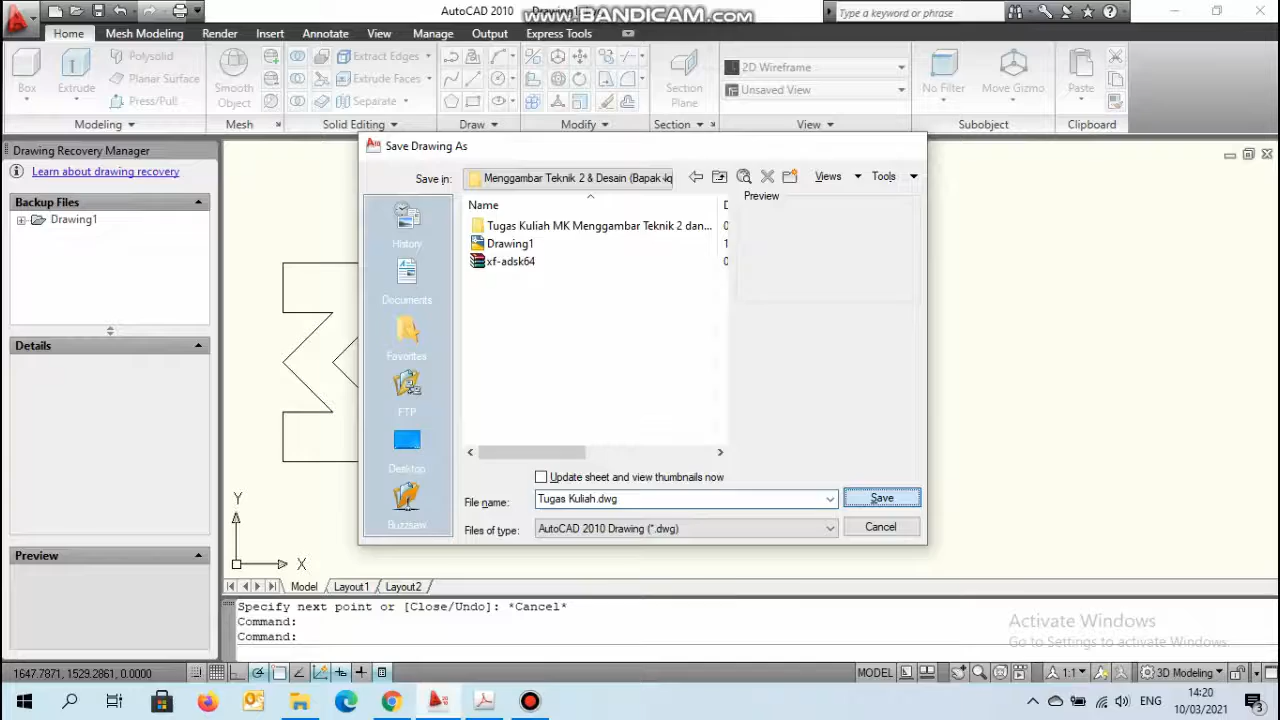 AutoCAD 2010 Drawing1
www.BANDICAM.com
Type a keyword or phrase
Home Mesh Modeling Render Insert Annotate View Manage Output Express Tools
Box
Extrude
Polysolid
Planar Surface
Press/Pull
Smooth
Object
Extract Edges
Extrude Faces
Separate
Section
Plane
2D Wireframe
Unsaved View
No Filter
Move Gizmo
Paste
Modeling Mesh Solid Editing Draw Modify Section View Subobject Clipboard
Drawing Recovery Manager
Learn about drawing recovery
Backup Files
Drawing1
Details
Preview
Save Drawing As
Save in: Menggambar Teknik 2 & Desain (Bapak
Views Tools
History
Documents
Favorites
FTP
Desktop
Buzzsaw
Name D
Tugas Kuliah MK Menggambar Teknik 2 dan... 0
Drawing1 1
xf-adsk64 0
Preview
Update sheet and view thumbnails now
File name: Tugas Kuliah.dwg Save
Files of type: AutoCAD 2010 Drawing (*.dwg) Cancel
Y
X
Model Layout1 Layout2
Specify next point or [Close/Undo]: *Cancel*
Command:
Command:
Activate Windows
Go to Settings to activate Windows.
1647.7871, 1529.2861, 0.0000 MODEL 1:1 3D Modeling
ENG
14:20
10/03/2021
3